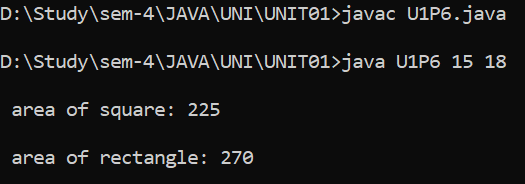 D:\Study\sem-4\JAVA\UNI\UNIT01>javac U1P6.java
D:\Study\sem-4\JAVA\UNI\UNIT01>java U1P6 15 18
area of square: 225
area of rectangle: 270